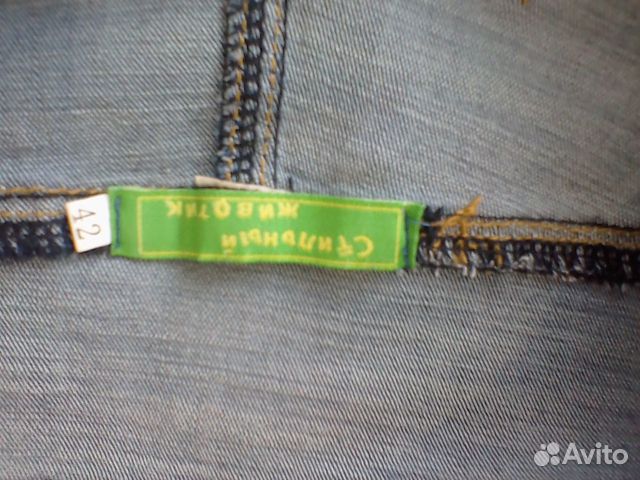 Стильный
животик
42
Avito